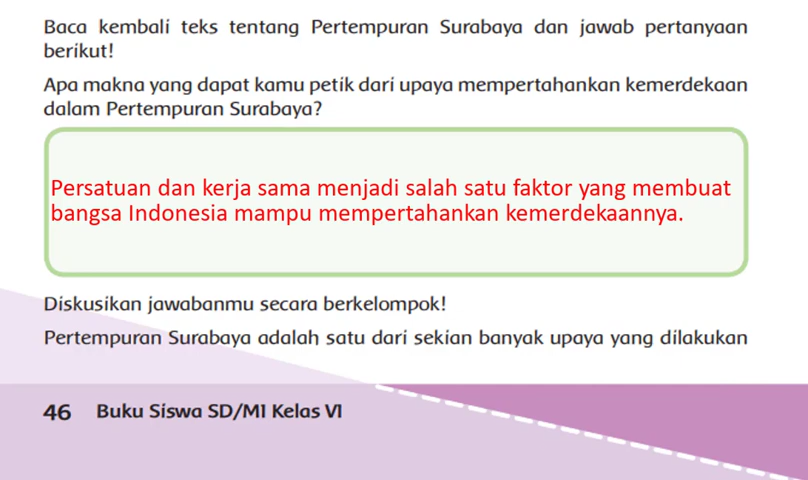 Baca kembali teks tentang Pertempuran Surabaya dan jawab pertanyaan
berikut!
Apa makna yang dapat kamu petik dari upaya mempertahankan kemerdekaan
dalam Pertempuran Surabaya?
Persatuan dan kerja sama menjadi salah satu faktor yang membuat
bangsa Indonesia mampu mempertahankan kemerdekaannya.
Diskusikan jawabanmu secara berkelompok!
Pertempuran Surabaya adalah satu dari sekian banyak upaya yang dilakukan
46 Buku Siswa SD/MI Kelas VI